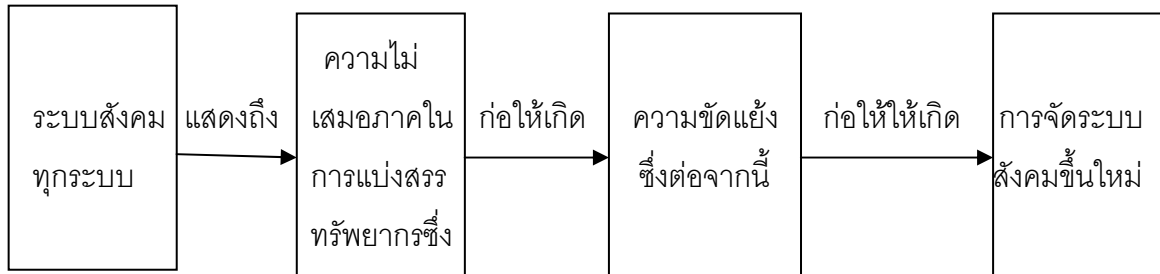 ระบบสังคม
ทุกระบบ
แสดงถึง
ความไม่
เสมอภาคใน
การแบ่งสรร
ทรัพยากรซึ่ง
ก่อให้เกิด
ความขัดแย้ง
ซึ่งต่อจากนี้
ก่อให้ให้เกิด
การจัดระบบ
สังคมขึ้นใหม่